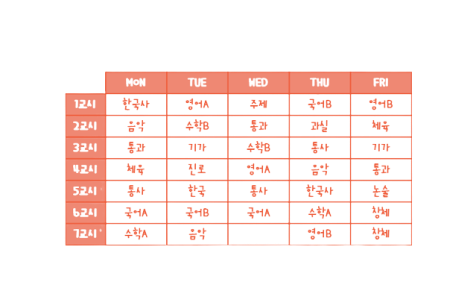 MON TUE WED THU FRI
1교시 한국사 영어A 주제 국어B 영어B
2교시 음악 수학B 통과 과실 체육
3교시 통과 기가 수학B 통사 기가
4교시 체육 진로 영어A 음악 통과
5교시 통사 한국 통사 한국사 논술
6교시 국어A 국어B 국어A 수학A 창체
7교시 수학A 음악 영어B 창체